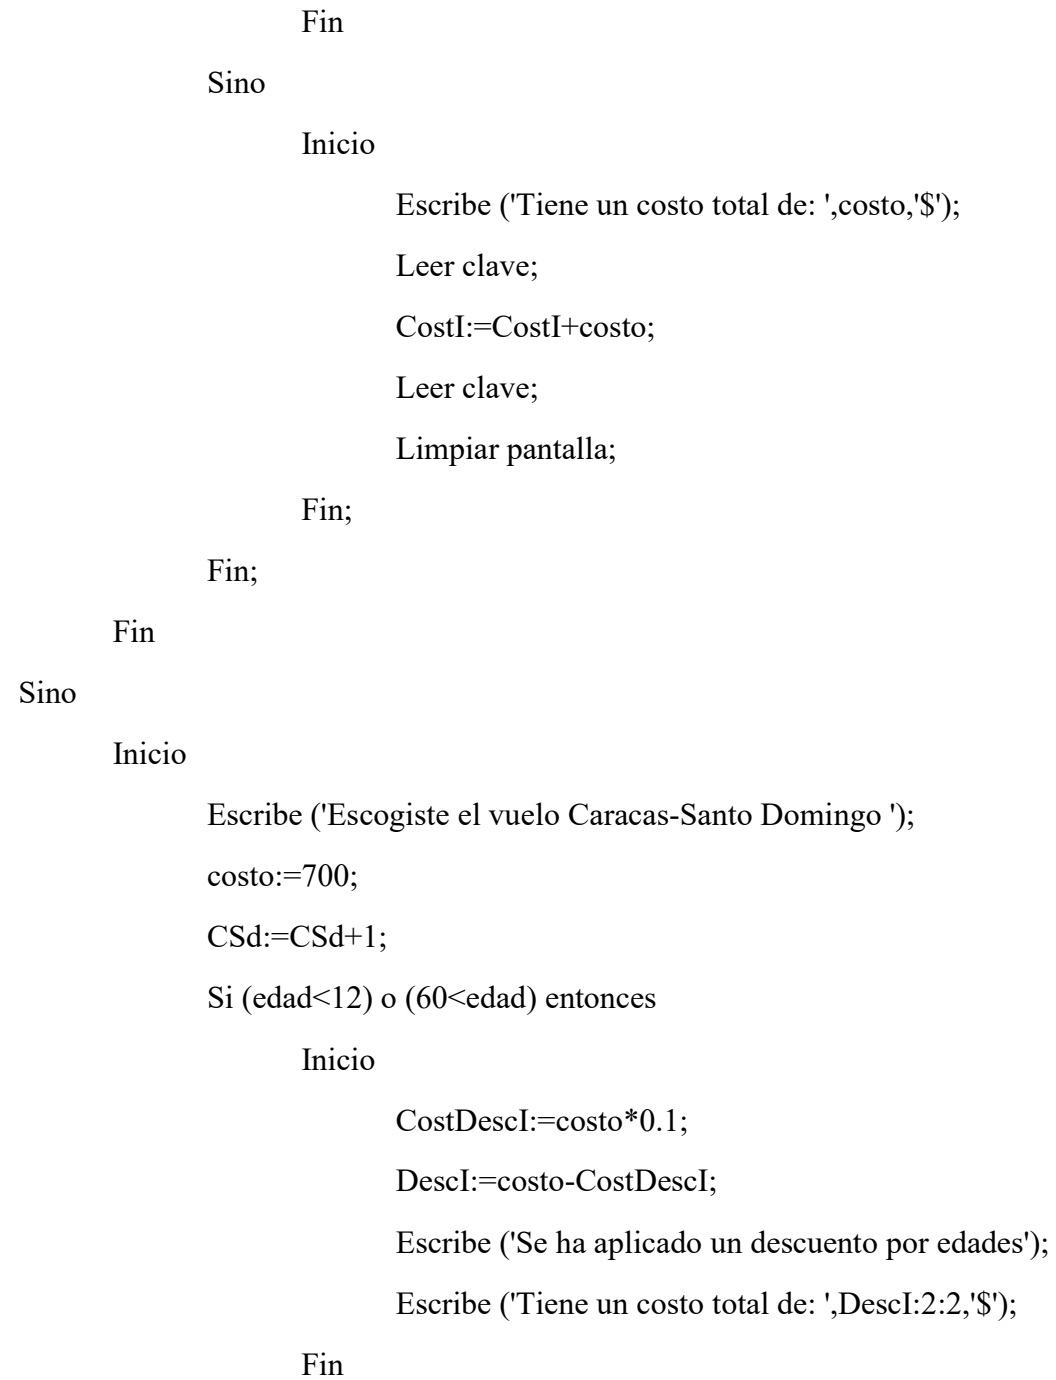 Fin
Sino
Inicio
Escribe ('Tiene un costo total de: ',costo,'$');
Leer clave;
CostI:=CostI+costo;
Leer clave;
Limpiar pantalla;
Fin;
Fin;
Fin
Sino
Inicio
Escribe ('Escogiste el vuelo Caracas-Santo Domingo ');
costo:=700;
CSd:=CSd+1;
Si (edad<12) o (60<edad) entonces
Inicio
CostDescI:=costo*0.1;
DescI:=costo-CostDescI;
Escribe ('Se ha aplicado un descuento por edades');
Escribe ('Tiene un costo total de: ',DescI:2:2,'$');
Fin